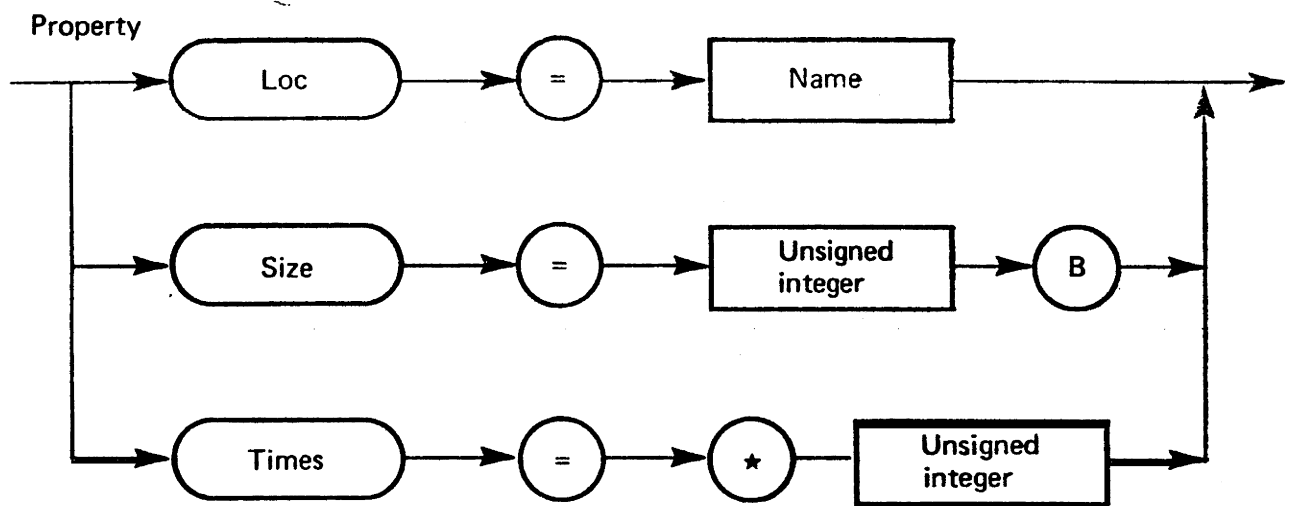 Property
Loc = Name
Size = Unsigned integer B
Times = * Unsigned integer